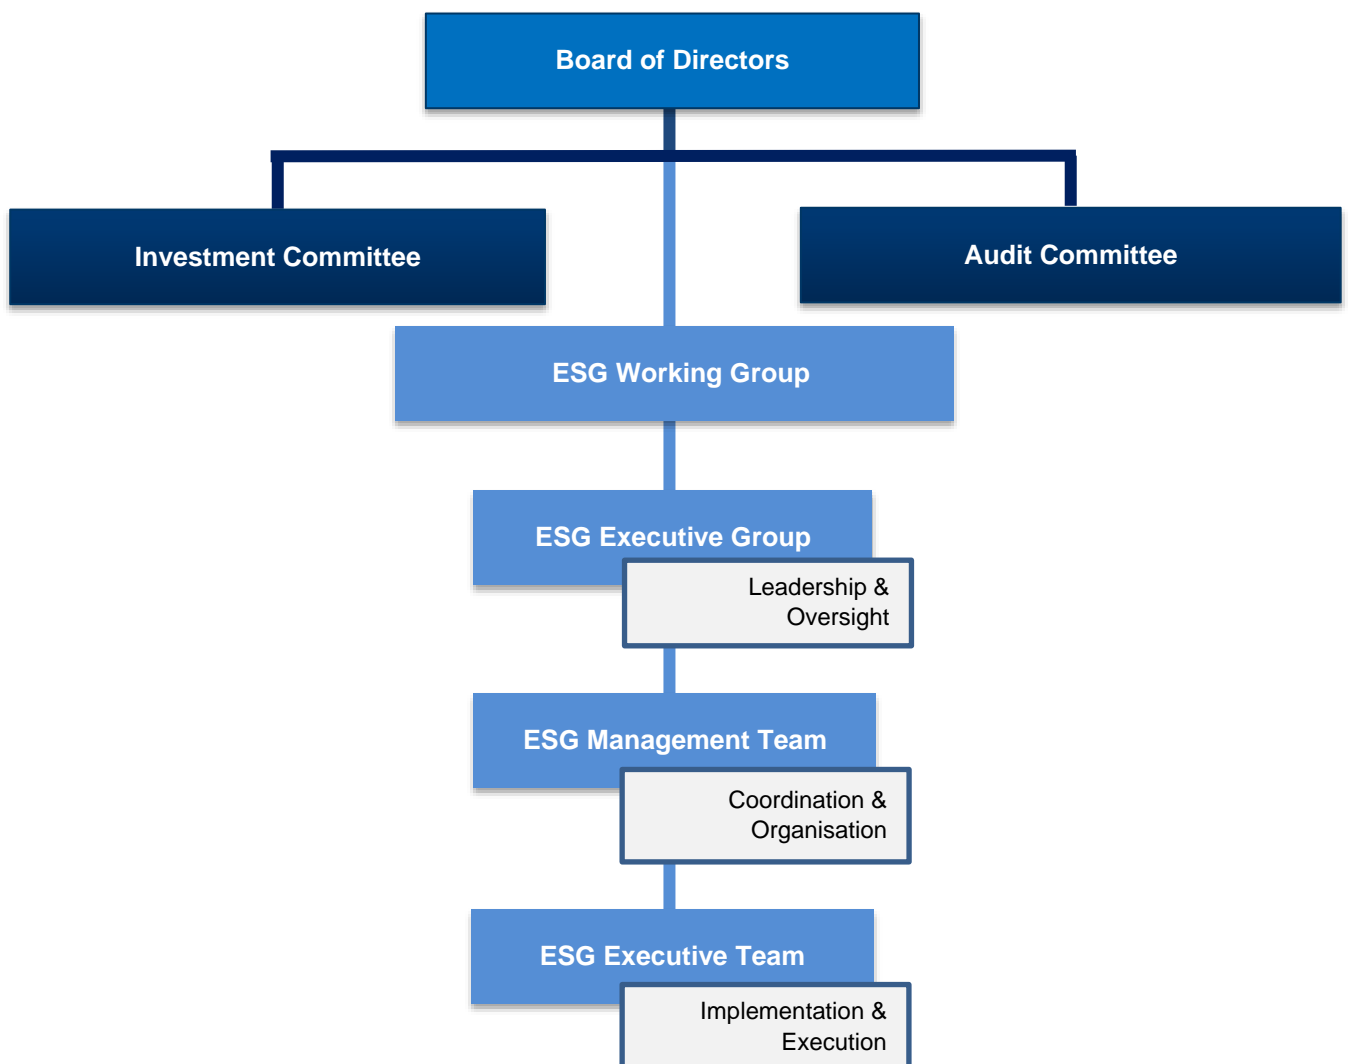 Board of Directors
Investment Committee
Audit Committee
ESG Working Group
ESG Executive Group
Leadership &
Oversight
ESG Management Team
Coordination &
Organisation
ESG Executive Team
Implementation &
Execution